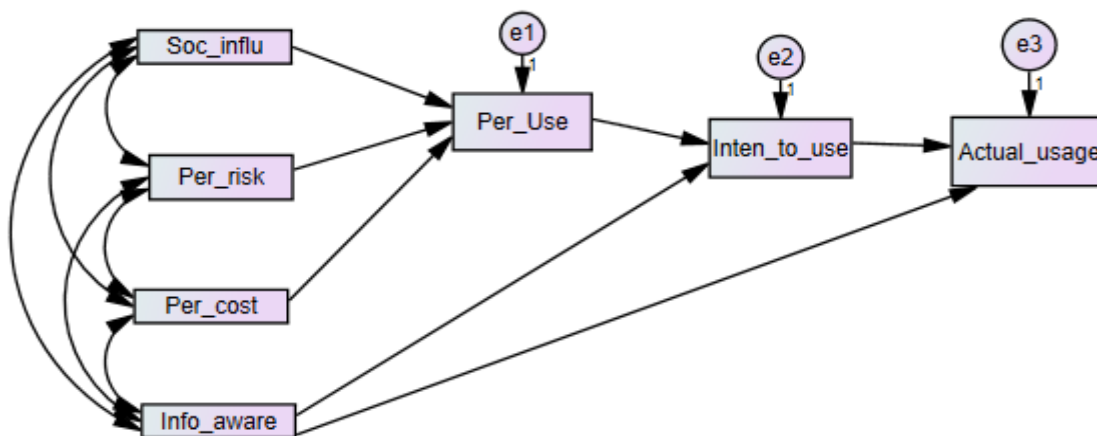 Soc_influ
e1
1
e2
1
e3
1
Per_Use
Inten_to_use
Actual_usage
Per_risk
Per_cost
Info_aware